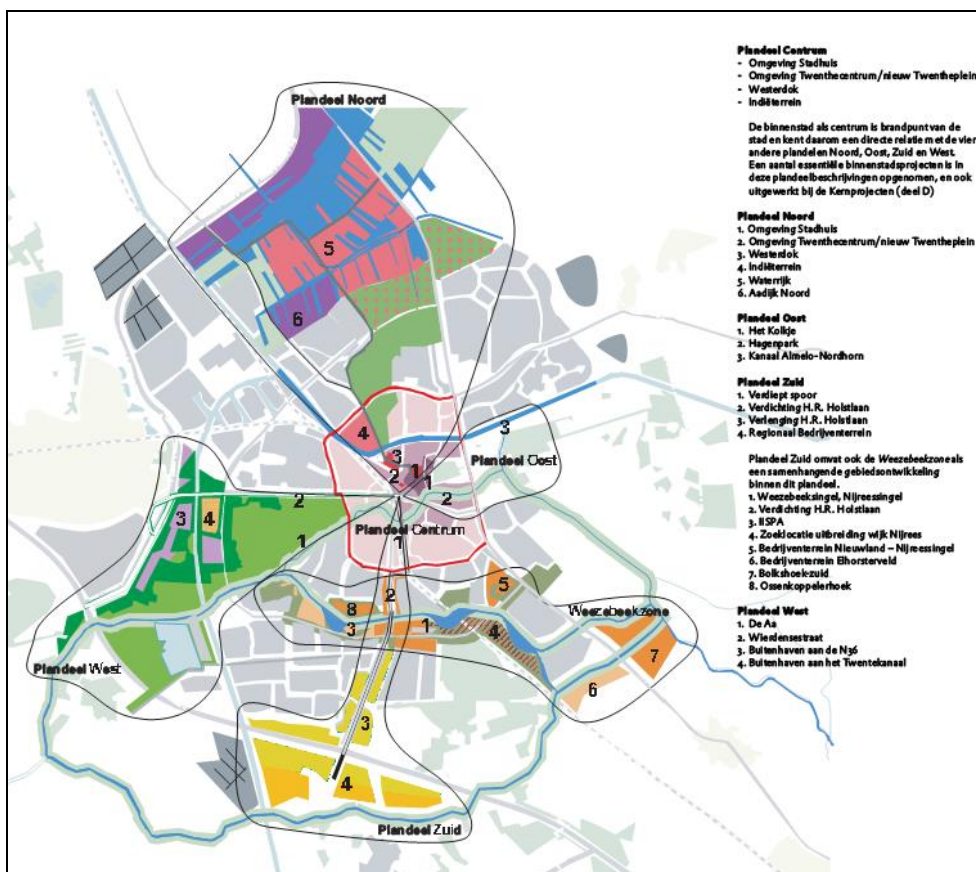 Plandeel Noord
5
6
4
3
3
2
1
1
Plandeel Oost
2
2
3
4
Plandeel Centrum
1
1
5
2
8
3
1
4
Weezebeekzone
7
6
Plandeel West
3
4
Plandeel Zuid
Plandeel Centrum
- Omgeving Stadhuis
- Omgeving Twenthecentrum/nieuw Twentheplein
- Westerdok
- Indiëterrein
De binnenstad als centrum is brandpunt van de
stad en kent daarom een directe relatie met de vier
andere plandelen Noord, Oost, Zuid en West.
Een aantal essentiële binnenstadsprojecten is in
deze plandeelbeschrijvingen opgenomen, en ook
uitgewerkt bij de Kernprojecten (deel D)
Plandeel Noord
1. Omgeving Stadhuis
2. Omgeving Twenthecentrum/nieuw Twentheplein
3. Westerdok
4. Indiëterrein
5. Waterrijk
6. Aadijk Noord
Plandeel Oost
1. Het Kolkje
2. Hagenpark
3. Kanaal Almelo-Nordhorn
Plandeel Zuid
1. Verdiept spoor
2. Verdichting H.R. Holstlaan
3. Verlenging H.R. Holstlaan
4. Regionaal Bedrijventerrein
Plandeel Zuid omvat ook de Weezebeekzone als
een samenhangende gebiedsontwikkeling
binnen dit plandeel.
1. Weezebeeksingel, Nijreessingel
2. Verdichting H.R. Holstlaan
3. IISPA
4. Zoeklocatie uitbreiding wijk Nijrees
5. Bedrijventerrein Nieuwland – Nijreessingel
6. Bedrijventerrein Elhorsterveld
7. Bolkshoek-zuid
8. Ossenkoppelerhoek
Plandeel West
1. De Aa
2. Wierdensestraat
3. Buitenhaven aan de N36
4. Buitenhaven aan het Twentekanaal